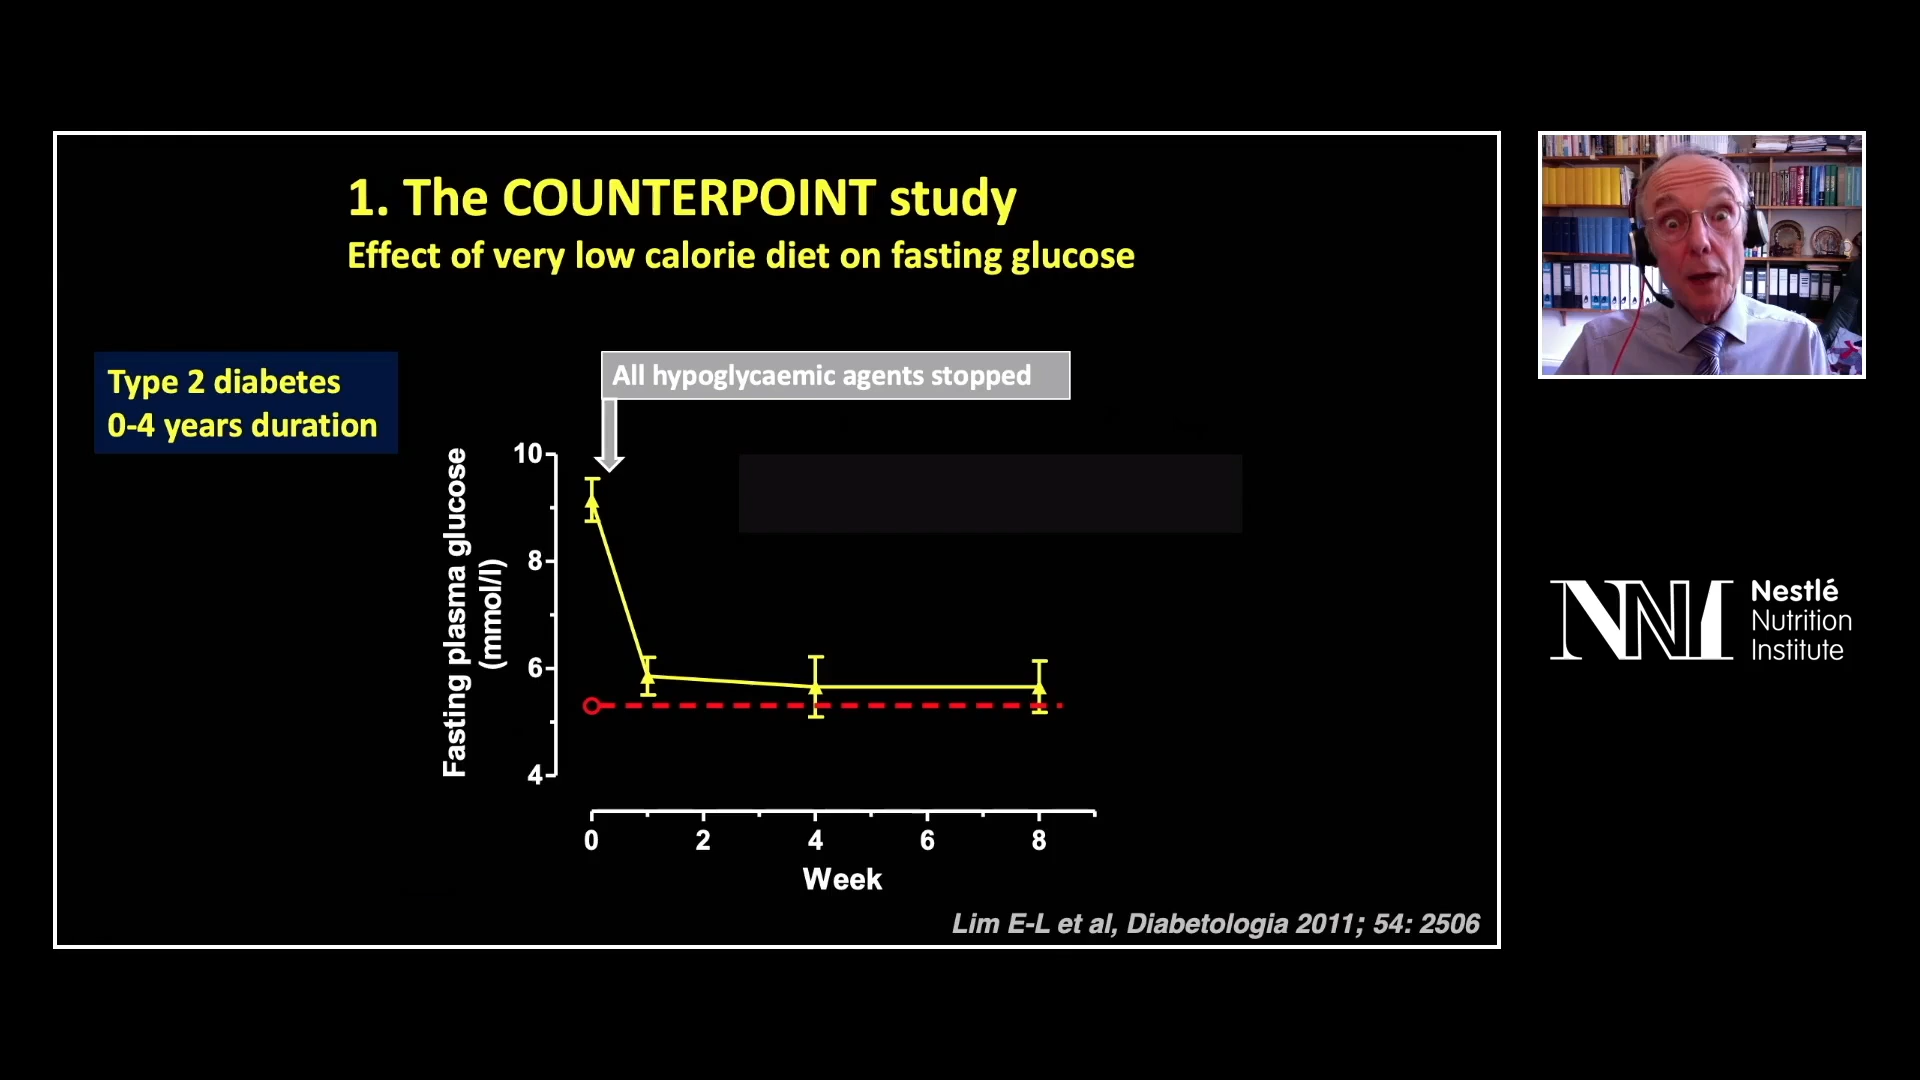 1. The COUNTERPOINT study
Effect of very low calorie diet on fasting glucose
Type 2 diabetes
0-4 years duration
All hypoglycaemic agents stopped
Fasting plasma glucose
(mmol/l)
10
8
6
4
0 2 4 6 8
Week
Lim E-L et al, Diabetologia 2011; 54: 2506
NNI
Nestlé
Nutrition
Institute